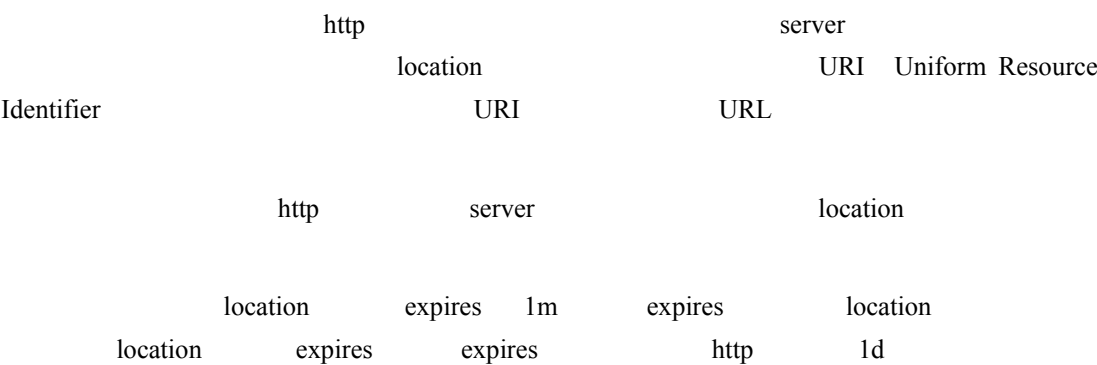 http server
location URI Uniform Resource
Identifier URI URL
http server location
location expires 1m expires location
location expires expires http 1d